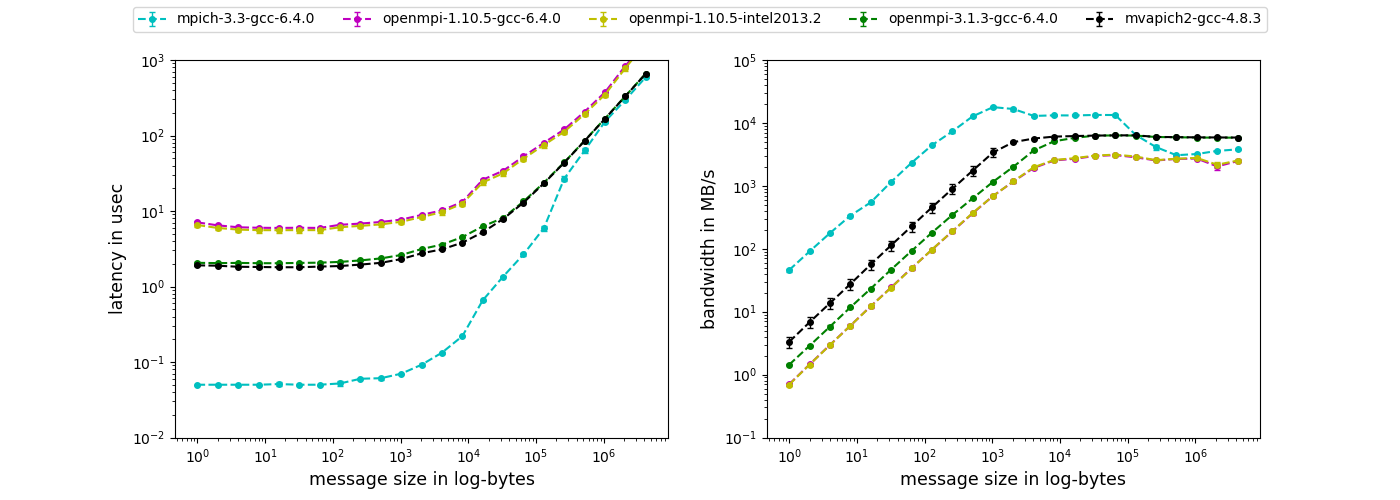 mpich-3.3-gcc-6.4.0 openmpi-1.10.5-gcc-6.4.0 openmpi-1.10.5-intel2013.2 openmpi-3.1.3-gcc-6.4.0 mvapich2-gcc-4.8.3
latency in usec
10³
10²
10¹
10⁰
10⁻¹
10⁻²
10⁰ 10¹ 10² 10³ 10⁴ 10⁵ 10⁶
message size in log-bytes
bandwidth in MB/s
10⁵
10⁴
10³
10²
10¹
10⁰
10⁻¹
10⁰ 10¹ 10² 10³ 10⁴ 10⁵ 10⁶
message size in log-bytes